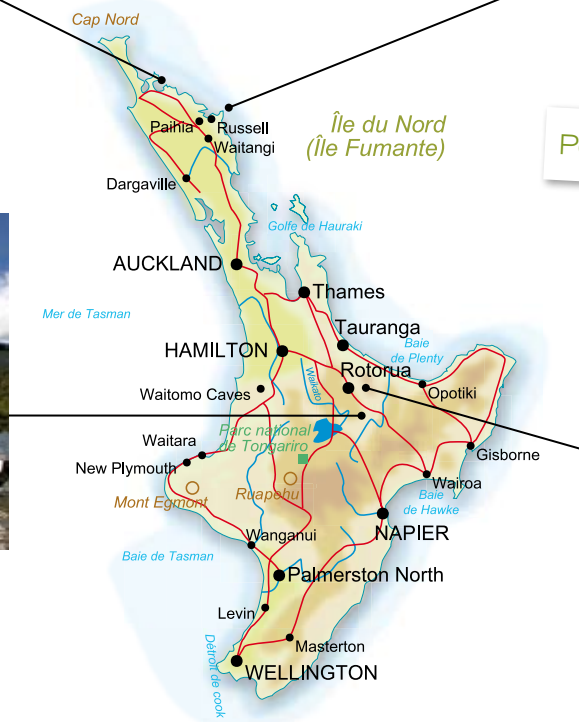 Cap Nord
Île du Nord
(Île Fumante)
P
Paihia
Russell
Waitangi
Dargaville
Golfe de Hauraki
AUCKLAND
Thames
Mer de Tasman
Tauranga
HAMILTON
Baie
de Plenty
Rotorua
Waikato
Waitomo Caves
Opotiki
Parc national
de Tongariro
Waitara
Gisborne
New Plymouth
Wairoa
Mont Egmont
Ruapehu
Baie
de Hawke
NAPIER
Wanganui
Baie de Tasman
Palmerston North
Levin
Masterton
Détroit de cook
WELLINGTON